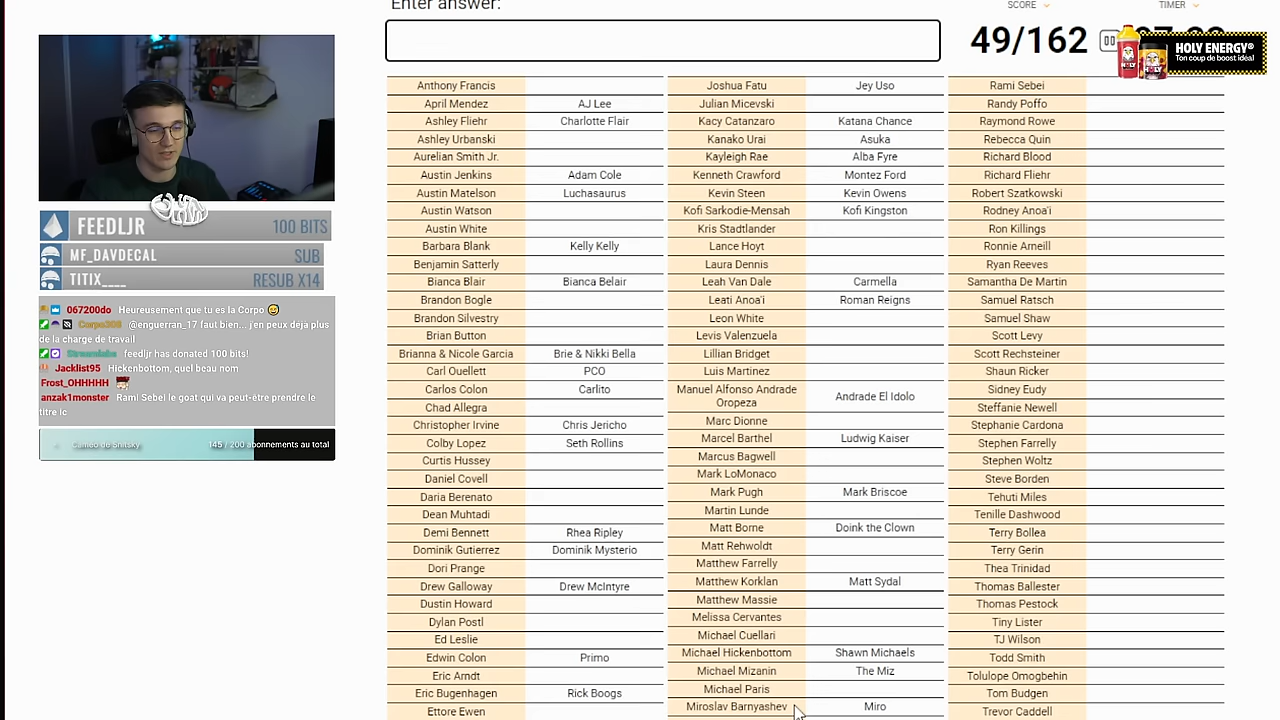 Enter answer:
SCORE
TIMER
49/162
HOLY ENERGY®
Ton coup de boost idéal
HOLY
Anthony Francis
April Mendez AJ Lee
Ashley Fliehr Charlotte Flair
Ashley Urbanski
Aurelian Smith Jr.
Austin Jenkins Adam Cole
Austin Matelson Luchasaurus
Austin Watson
Austin White
Barbara Blank Kelly Kelly
Benjamin Satterly
Bianca Blair Bianca Belair
Brandon Bogle
Brandon Silvestry
Brian Button
Brianna & Nicole Garcia Brie & Nikki Bella
Carl Ouellett PCO
Carlos Colon Carlito
Chad Allegra
Christopher Irvine Chris Jericho
Colby Lopez Seth Rollins
Curtis Hussey
Daniel Covell
Daria Berenato
Dean Muhtadi
Demi Bennett Rhea Ripley
Dominik Gutierrez Dominik Mysterio
Dori Prange
Drew Galloway Drew McIntyre
Dustin Howard
Dylan Postl
Ed Leslie
Edwin Colon Primo
Eric Arndt
Eric Bugenhagen Rick Boogs
Ettore Ewen
Joshua Fatu Jey Uso
Julian Micevski
Kacy Catanzaro Katana Chance
Kanako Urai Asuka
Kayleigh Rae Alba Fyre
Kenneth Crawford Montez Ford
Kevin Steen Kevin Owens
Kofi Sarkodie-Mensah Kofi Kingston
Kris Stadtlander
Lance Hoyt
Laura Dennis
Leah Van Dale Carmella
Leati Anoa'i Roman Reigns
Leon White
Levis Valenzuela
Lillian Bridget
Luis Martinez
Manuel Alfonso Andrade
Oropeza
Andrade El Idolo
Marc Dionne
Marcel Barthel Ludwig Kaiser
Marcus Bagwell
Mark LoMonaco
Mark Pugh Mark Briscoe
Martin Lunde
Matt Borne Doink the Clown
Matt Rehwoldt
Matthew Farrelly
Matthew Korklan Matt Sydal
Matthew Massie
Melissa Cervantes
Michael Cuellari
Michael Hickenbottom Shawn Michaels
Michael Mizanin The Miz
Michael Paris
Miroslav Barnyashev Miro
Rami Sebei
Randy Poffo
Raymond Rowe
Rebecca Quin
Richard Blood
Richard Fliehr
Robert Szatkowski
Rodney Anoa'i
Ron Killings
Ronnie Arneill
Ryan Reeves
Samantha De Martin
Samuel Ratsch
Samuel Shaw
Scott Levy
Scott Rechsteiner
Shaun Ricker
Sidney Eudy
Steffanie Newell
Stephanie Cardona
Stephen Farrelly
Stephen Woltz
Steve Borden
Tehuti Miles
Tenille Dashwood
Terry Bollea
Terry Gerin
Thea Trinidad
Thomas Ballester
Thomas Pestock
Tiny Lister
TJ Wilson
Todd Smith
Tolulope Omogbehin
Tom Budgen
Trevor Caddell
FEEDLJR 100 BITS
MF_DAVDECAL SUB
TITIX____ RESUB X14
067200do Heureusement que tu es la Corpo
Corpo308 @enguerran_17 faut bien... j'en peux déjà plus
de la charge de travail
Streamlabs feedljr has donated 100 bits!
Jacklist95 Hickenbottom, quel beau nom
Frost_OHHHHH
anzak1monster Rami Sebei le goat qui va peut-être prendre le
titre ic
Caméo de Snitsky 145 / 200 abonnements au total